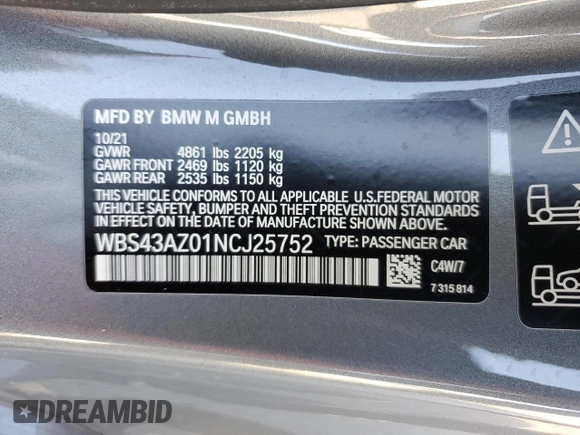 MFD BY BMW M GMBH
10/21
GVWR 4861 lbs 2205 kg
GAWR FRONT 2469 lbs 1120 kg
GAWR REAR 2535 lbs 1150 kg
THIS VEHICLE CONFORMS TO ALL APPLICABLE U.S.FEDERAL MOTOR
VEHICLE SAFETY, BUMPER, AND THEFT PREVENTION STANDARDS
IN EFFECT ON THE DATE OF MANUFACTURE SHOWN ABOVE.
WBS43AZ01NCJ25752 TYPE: PASSENGER CAR
C4W/7
7 315 814
DREAMBID